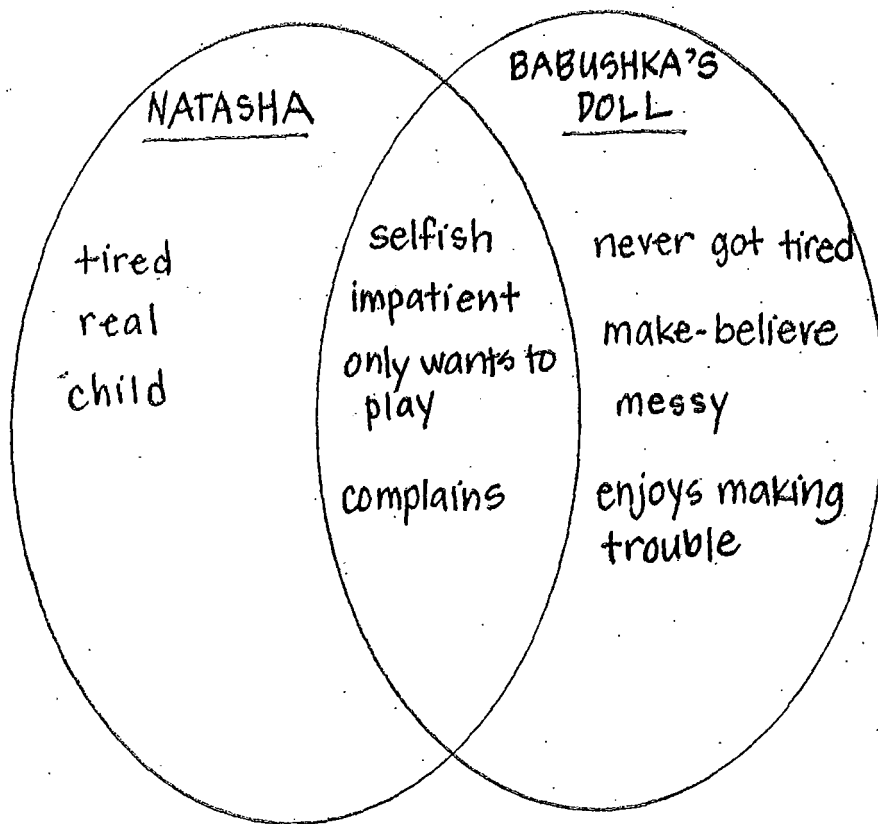 NATASHA
tired
real
child
selfish
impatient
only wants to
play
complains
BABUSHKA'S
DOLL
never got tired
make-believe
messy
enjoys making
trouble